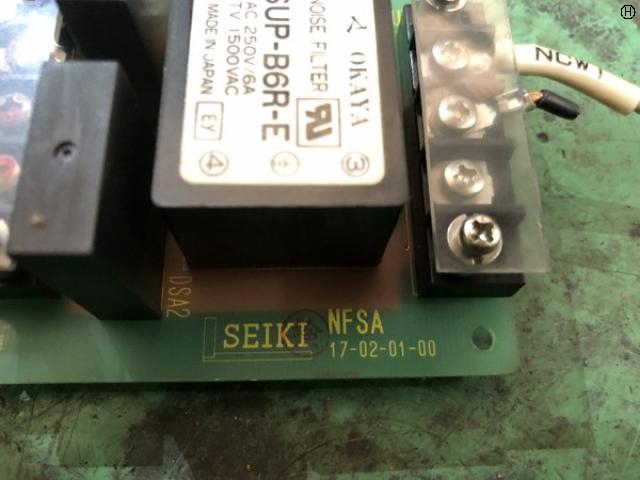 OKAYA
NOISE FILTER
SUP-B6R-E
AC 250V/6A
TV 1500VAC
MADE IN JAPAN
EY
④
③
NCW1
DSA2
SEIKI
NFSA
17-02-01-00
H